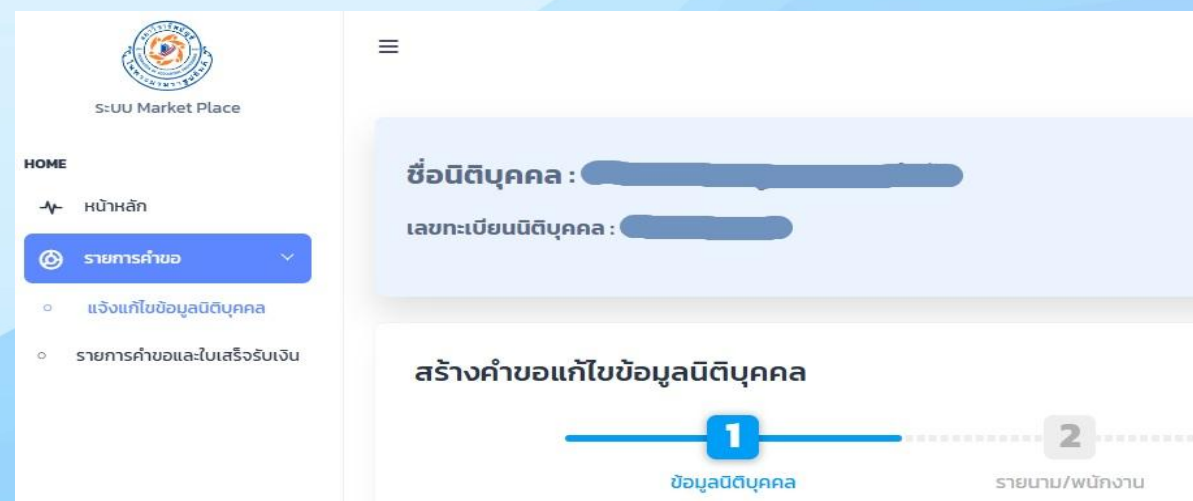 ระบบ Market Place
HOME
หน้าหลัก
รายการคำขอ
แจ้งแก้ไขข้อมูลนิติบุคคล
รายการคำขอและใบเสร็จรับเงิน
ชื่อนิติบุคคล :
เลขทะเบียนนิติบุคคล :
สร้างคำขอแก้ไขข้อมูลนิติบุคคล
1
ข้อมูลนิติบุคคล
2
รายนาม/พนักงาน